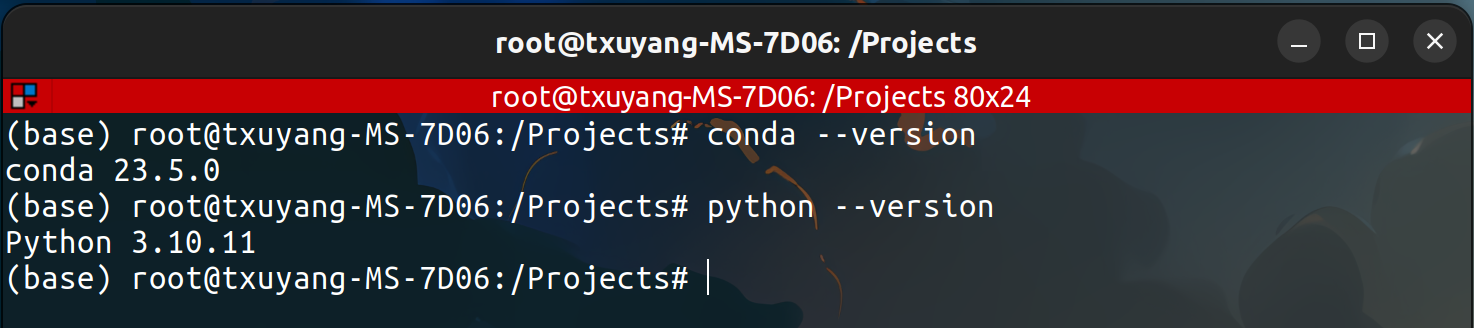 root@txuyang-MS-7D06: /Projects
root@txuyang-MS-7D06: /Projects 80x24
(base) root@txuyang-MS-7D06:/Projects# conda --version
conda 23.5.0
(base) root@txuyang-MS-7D06:/Projects# python --version
Python 3.10.11
(base) root@txuyang-MS-7D06:/Projects#